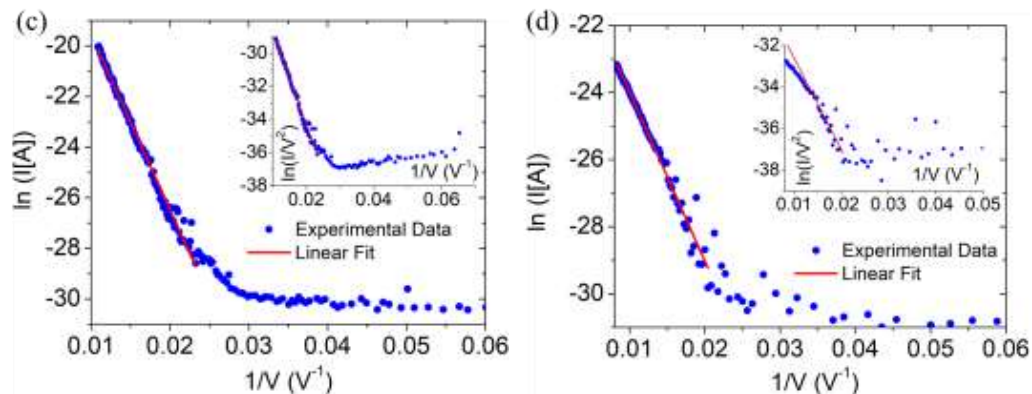 (c)
-20
-22
-24
-26
-28
-30
ln (I[A])
0.01 0.02 0.03 0.04 0.05 0.06
1/V (V⁻¹)
Experimental Data
Linear Fit
-30
-32
-34
-36
-38
ln(I/V²)
0.02 0.04 0.06
1/V (V⁻¹)
(d)
-22
-24
-26
-28
-30
ln (I[A])
0.01 0.02 0.03 0.04 0.05 0.06
1/V (V⁻¹)
Experimental Data
Linear Fit
-32
-34
-36
-38
ln(I/V²)
0.01 0.02 0.03 0.04 0.05
1/V (V⁻¹)